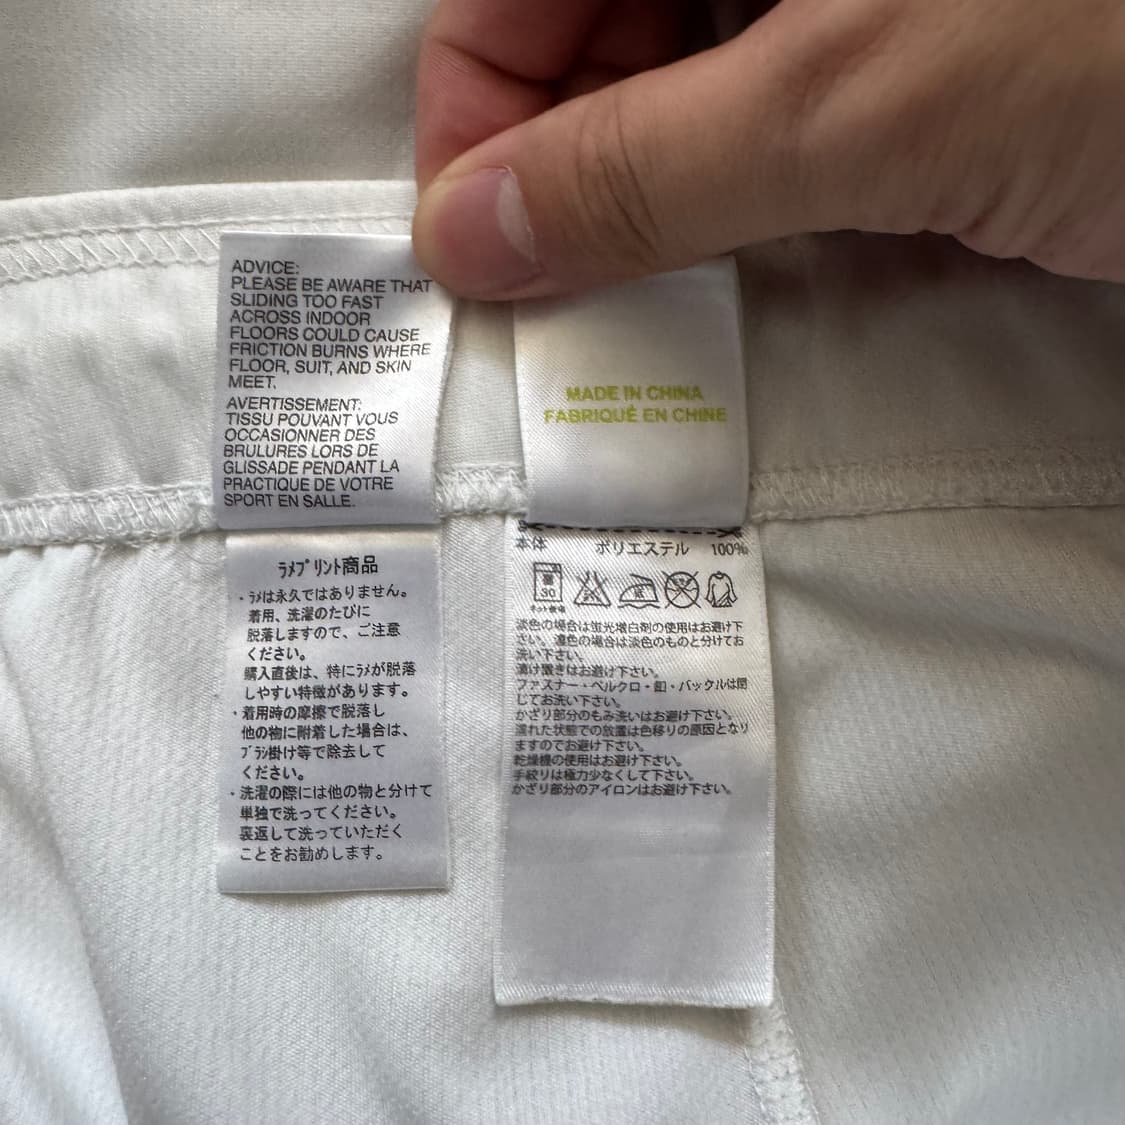 ADVICE:
PLEASE BE AWARE THAT
SLIDING TOO FAST
ACROSS INDOOR
FLOORS COULD CAUSE
FRICTION BURNS WHERE
FLOOR, SUIT, AND SKIN
MEET.
AVERTISSEMENT:
TISSU POUVANT VOUS
OCCASIONNER DES
BRULURES LORS DE
GLISSADE PENDANT LA
PRACTIQUE DE VOTRE
SPORT EN SALLE.
ﾗﾒﾌﾟﾘﾝﾄ商品
・ﾗﾒは永久ではありません。
着用、洗濯のたびに
脱落しますので、ご注意
ください。
購入直後は、特にﾗﾒが脱落
しやすい特徴があります。
・着用時の摩擦で脱落し
他の物に附着した場合は、
ﾌﾞﾗｼ掛け等で除去して
ください。
・洗濯の際には他の物と分けて
単独で洗ってください。
裏返して洗っていただく
ことをお勧めします。
MADE IN CHINA
FABRIQUÉ EN CHINE
本体 ポリエステル 100%
30
ネット使用
淡色の場合は蛍光増白剤の使用はお避け下
さい。濃色の場合は淡色のものと分けてお
洗い下さい。
漬け置きはお避け下さい。
ファスナー・ベルクロ・釦・バックルは閉
じてお洗い下さい。
かざり部分のもみ洗いはお避け下さい。
濡れた状態での放置は色移りの原因となり
ますのでお避け下さい。
乾燥機の使用はお避け下さい。
手絞りは極力少なくして下さい。
かざり部分のアイロンはお避け下さい。